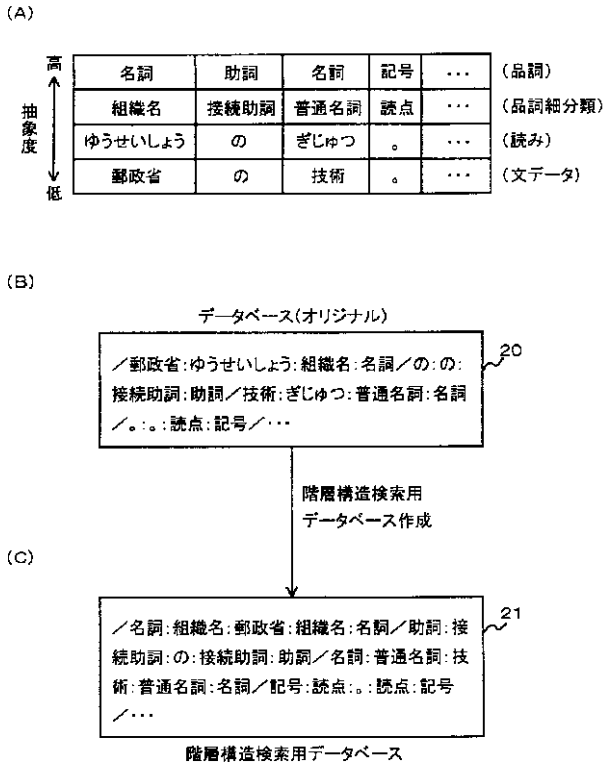 (A)
高
抽象度
低
名詞 助詞 名詞 記号 ・・・ (品詞)
組織名 接続助詞 普通名詞 読点 ・・・ (品詞細分類)
ゆうせいしょう の ぎじゅつ 。 ・・・ (読み)
郵政省 の 技術 。 ・・・ (文データ)
(B)
データベース(オリジナル)
20
／郵政省:ゆうせいしょう:組織名:名詞／の:の:
接続助詞:助詞／技術:ぎじゅつ:普通名詞:名詞
／。:。:読点:記号／・・・
階層構造検索用
データベース作成
(C)
21
／名詞:組織名:郵政省:組織名:名詞／助詞:接
続助詞:の:接続助詞:助詞／名詞:普通名詞:技
術:普通名詞:名詞／記号:読点:。:読点:記号
／・・・
階層構造検索用データベース